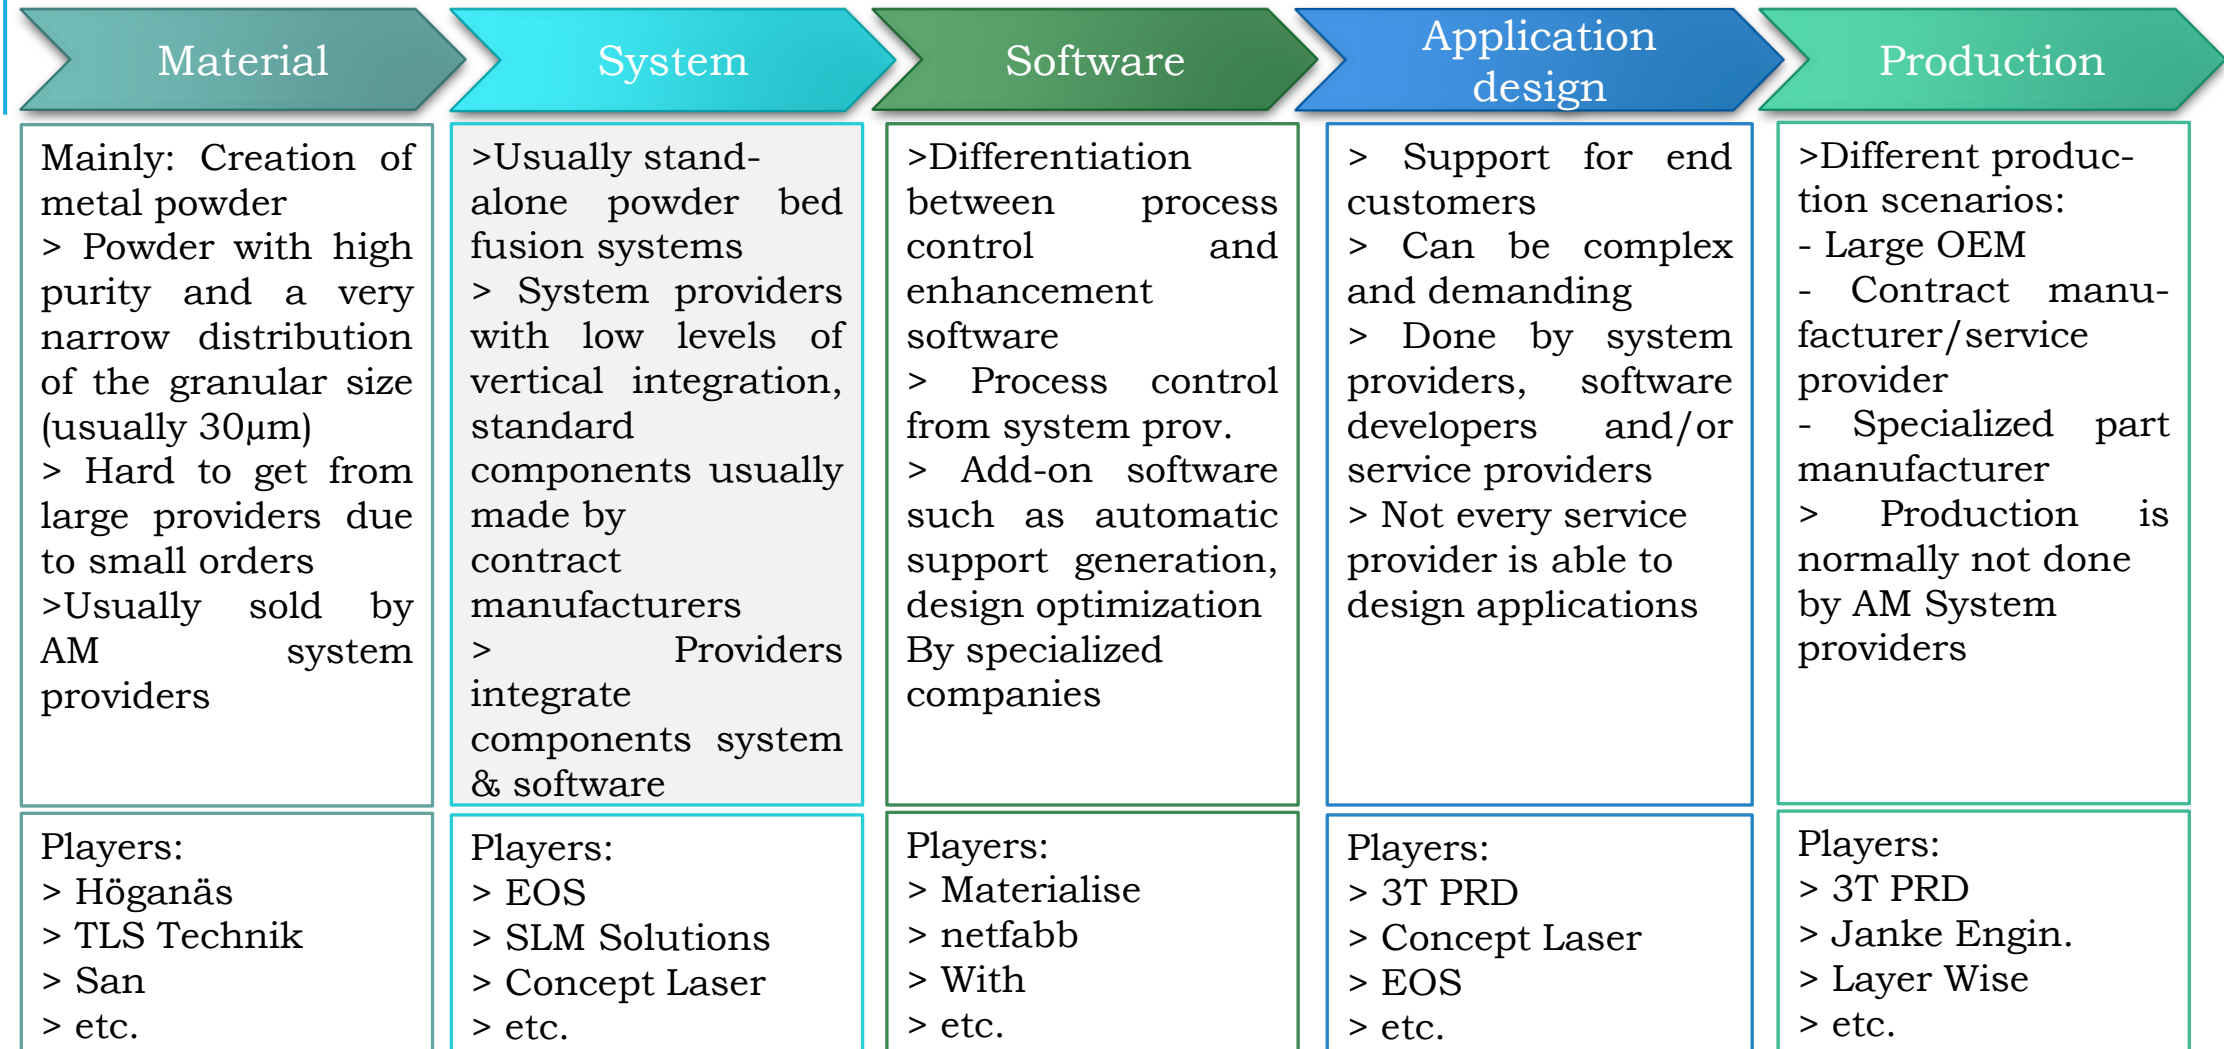 Material
System
Software
Application
design
Production
Mainly: Creation of
metal powder
> Powder with high
purity and a very
narrow distribution
of the granular size
(usually 30µm)
> Hard to get from
large providers due
to small orders
>Usually sold by
AM system
providers
>Usually stand-
alone powder bed
fusion systems
> System providers
with low levels of
vertical integration,
standard
components usually
made by
contract
manufacturers
> Providers
integrate
components system
& software
>Differentiation
between process
control and
enhancement
software
> Process control
from system prov.
> Add-on software
such as automatic
support generation,
design optimization
By specialized
companies
> Support for end
customers
> Can be complex
and demanding
> Done by system
providers, software
developers and/or
service providers
> Not every service
provider is able to
design applications
>Different produc-
tion scenarios:
- Large OEM
- Contract manu-
facturer/service
provider
- Specialized part
manufacturer
> Production is
normally not done
by AM System
providers
Players:
> Höganäs
> TLS Technik
> San
> etc.
Players:
> EOS
> SLM Solutions
> Concept Laser
> etc.
Players:
> Materialise
> netfabb
> With
> etc.
Players:
> 3T PRD
> Concept Laser
> EOS
> etc.
Players:
> 3T PRD
> Janke Engin.
> Layer Wise
> etc.